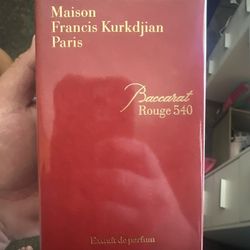 Maison
Francis Kurkdjian
Paris
Baccarat
Rouge 540
Extrait de parfum